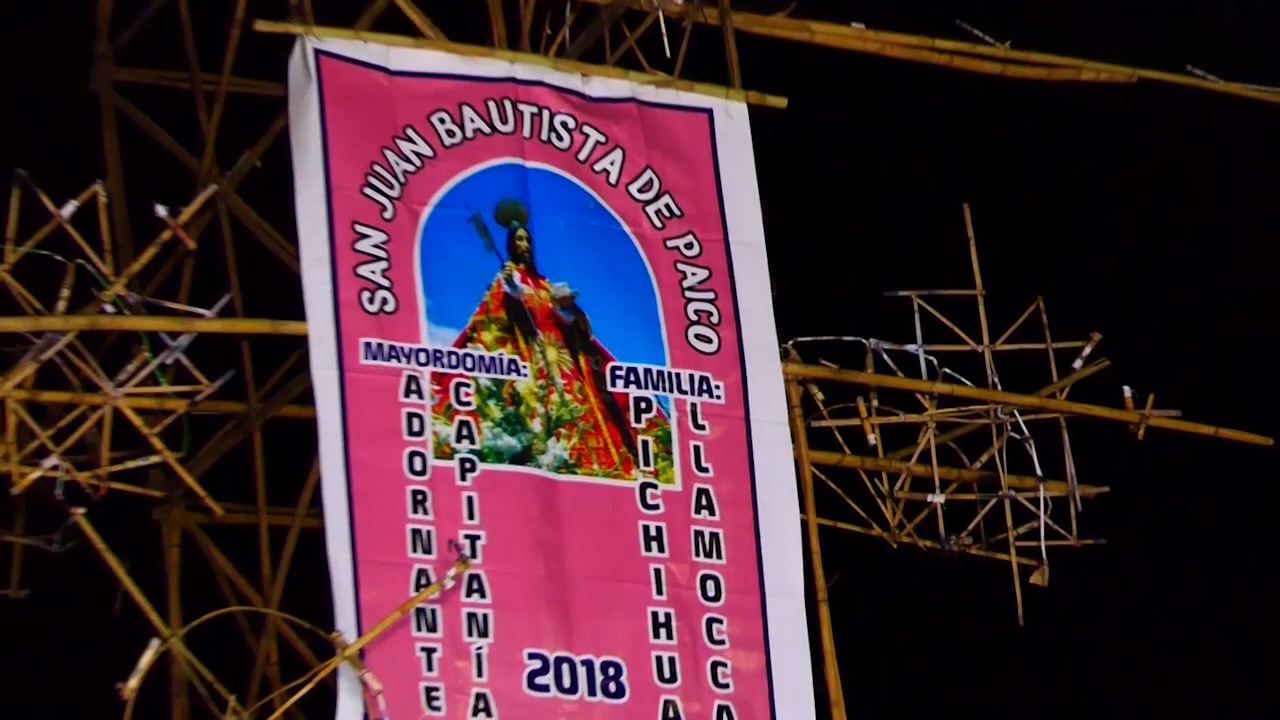 SAN JUAN BAUTISTA DE PAICO
MAYORDOMÍA:
FAMILIA:
ADORNANTE
CAPITANÍA
PICHIHUA
LLAMOCCA
2018